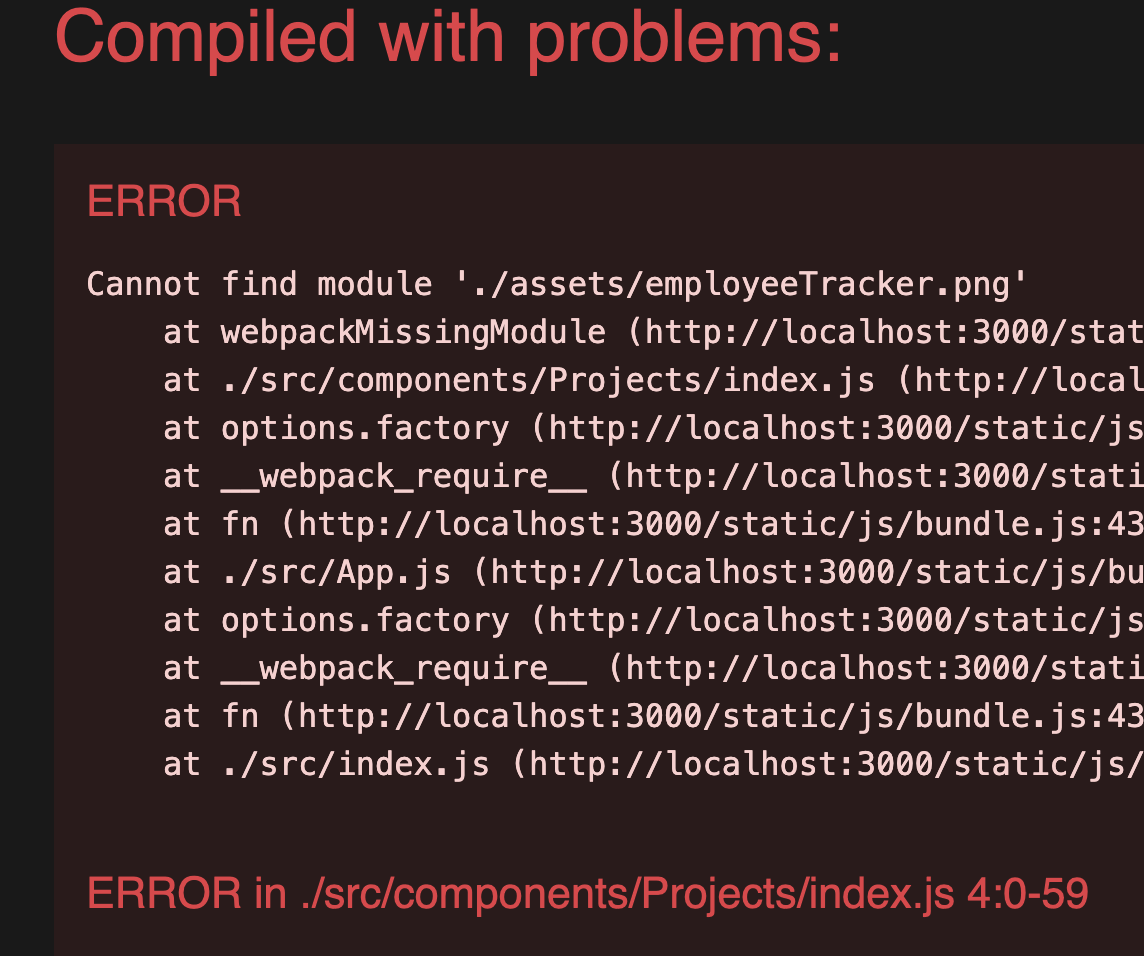 Compiled with problems:
ERROR
Cannot find module './assets/employeeTracker.png'
at webpackMissingModule (http://localhost:3000/stat
at ./src/components/Projects/index.js (http://local
at options.factory (http://localhost:3000/static/js
at __webpack_require__ (http://localhost:3000/stati
at fn (http://localhost:3000/static/js/bundle.js:43
at ./src/App.js (http://localhost:3000/static/js/bu
at options.factory (http://localhost:3000/static/js
at __webpack_require__ (http://localhost:3000/stati
at fn (http://localhost:3000/static/js/bundle.js:43
at ./src/index.js (http://localhost:3000/static/js/
ERROR in ./src/components/Projects/index.js 4:0-59